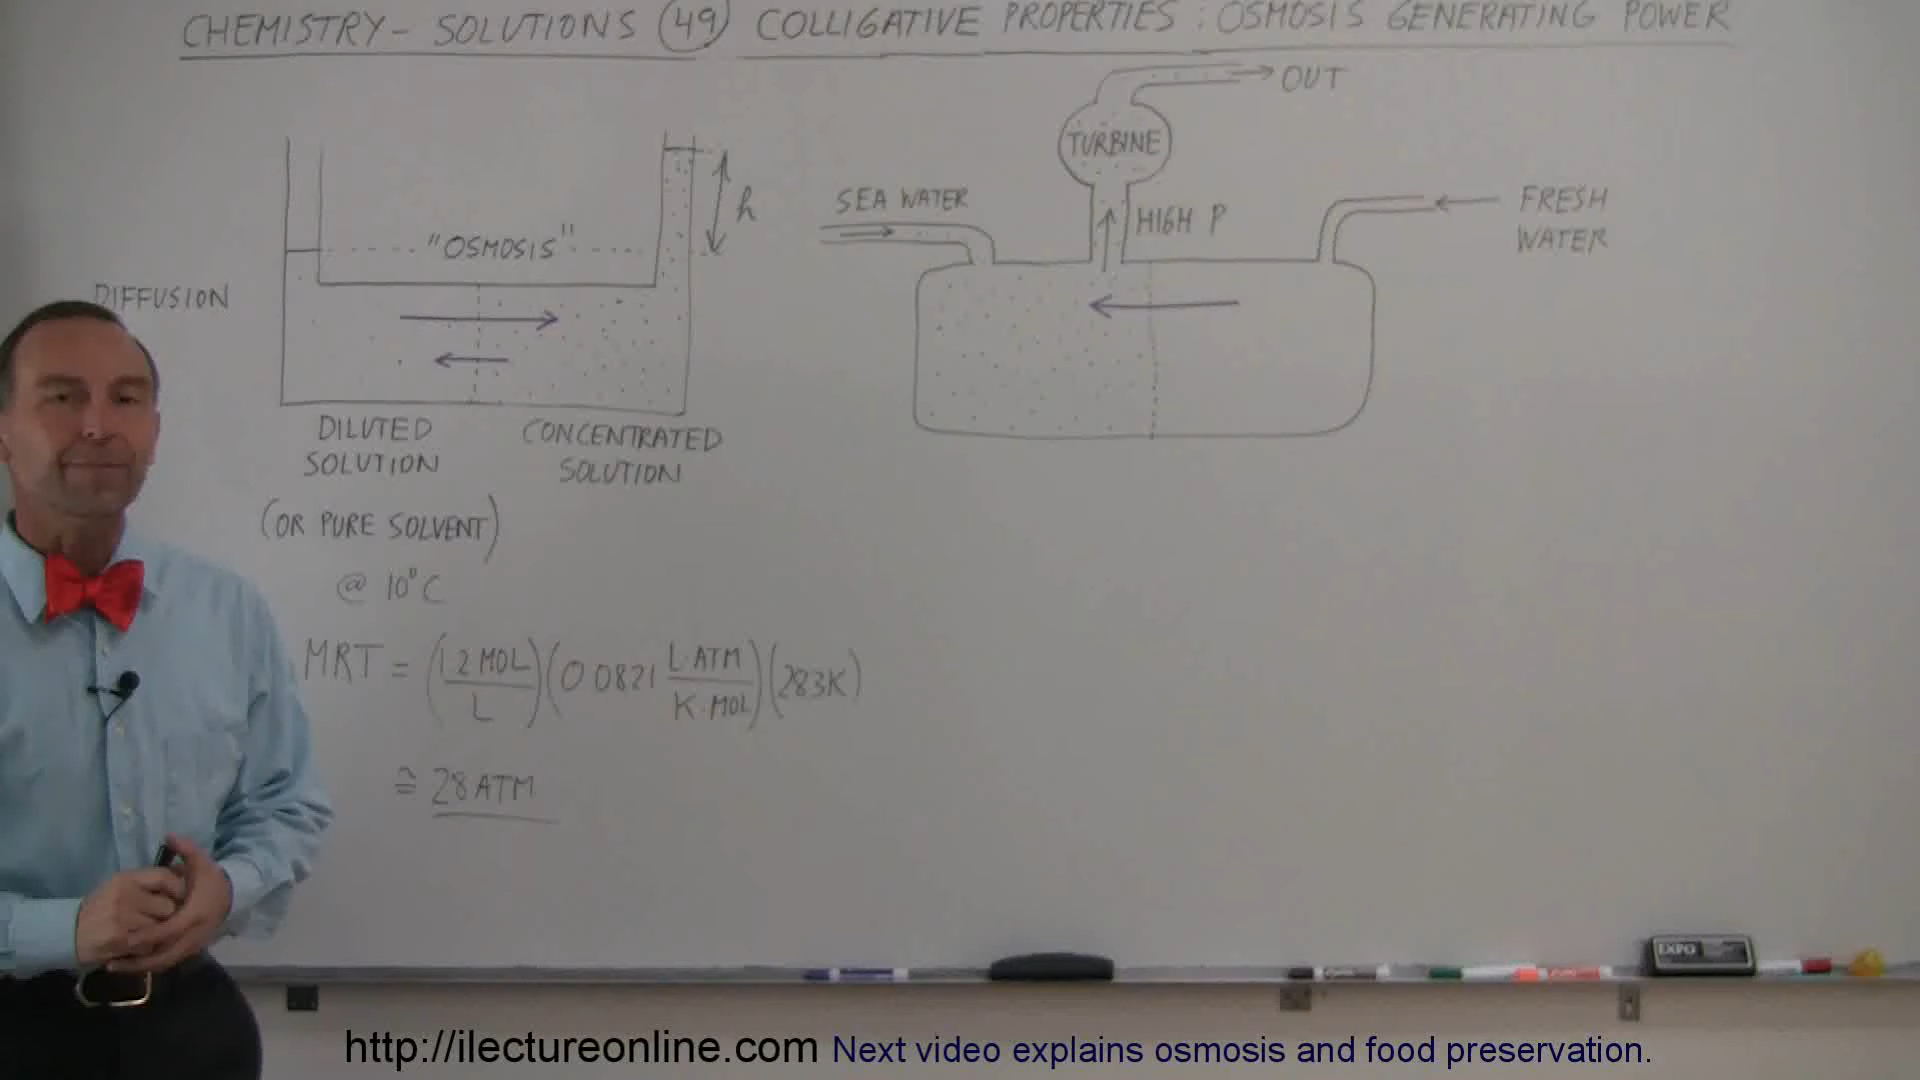 CHEMISTRY - SOLUTIONS 49 COLLIGATIVE PROPERTIES : OSMOSIS GENERATING POWER
OUT
TURBINE
SEA WATER
HIGH P
FRESH
WATER
h
"OSMOSIS"
DIFFUSION
DILUTED
SOLUTION
CONCENTRATED
SOLUTION
(OR PURE SOLVENT)
@ 10°C
MRT = (1.2 MOL / L) (0.0821 L·ATM / K·MOL) (283K)
≅ 28 ATM
EXPO
http://ilectureonline.com Next video explains osmosis and food preservation.